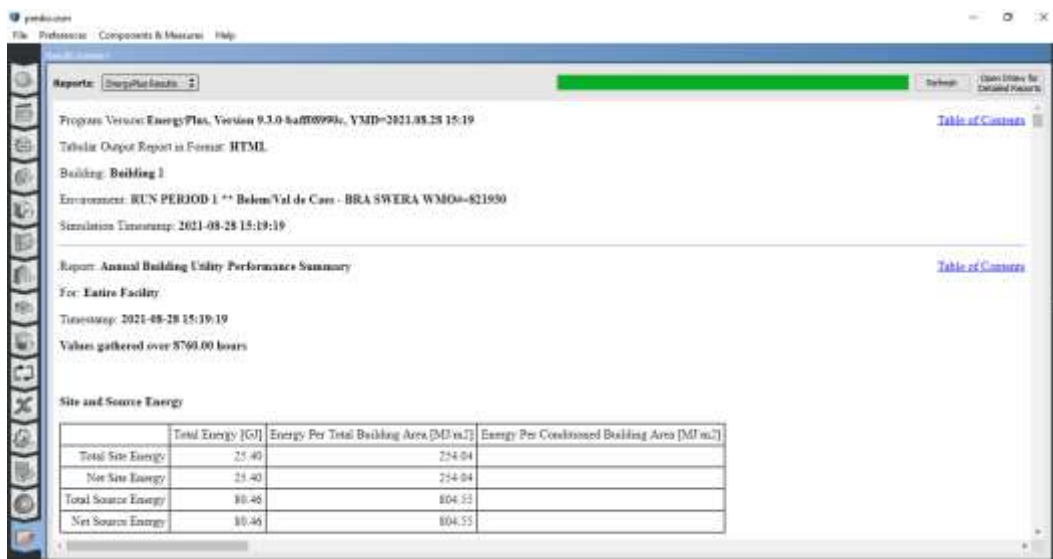 File Preferences Components & Measures Help
Reports: EnergyPlus Results Refresh Open DView for Detailed Reports
Program Version: EnergyPlus, Version 9.3.0- YMD=2021.08.28 15:19
Table of Contents
Tabular Output Report in Format: HTML
Building: Building 1
Environment: RUN PERIOD 1 ** Belem/Val de Caes - BRA SWERA WMO#=821930
Simulation Timestamp: 2021-08-28 15:19:19
Report: Annual Building Utility Performance Summary
Table of Contents
For: Entire Facility
Timestamp: 2021-08-28 15:19:19
Values gathered over 8760.00 hours
Site and Source Energy
Total Energy [GJ] Energy Per Total Building Area [MJ/m2] Energy Per Conditioned Building Area [MJ/m2]
Total Site Energy 25.40 254.04
Net Site Energy 25.40 254.04
Total Source Energy 80.46 804.55
Net Source Energy 80.46 804.55